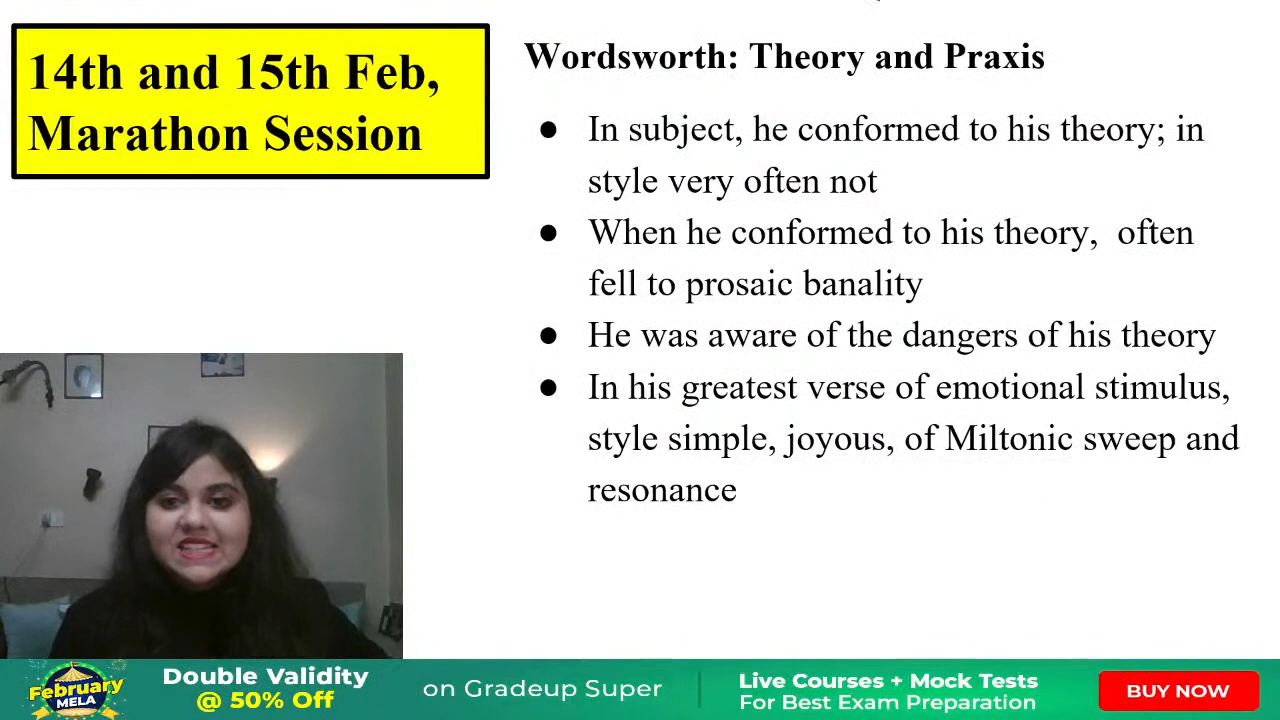 14th and 15th Feb,
Marathon Session
Wordsworth: Theory and Praxis
● In subject, he conformed to his theory; in
style very often not
● When he conformed to his theory,  often
fell to prosaic banality
● He was aware of the dangers of his theory
● In his greatest verse of emotional stimulus,
style simple, joyous, of Miltonic sweep and
resonance
February
MELA
Double Validity
@ 50% Off
on Gradeup Super
Live Courses + Mock Tests
For Best Exam Preparation
BUY NOW